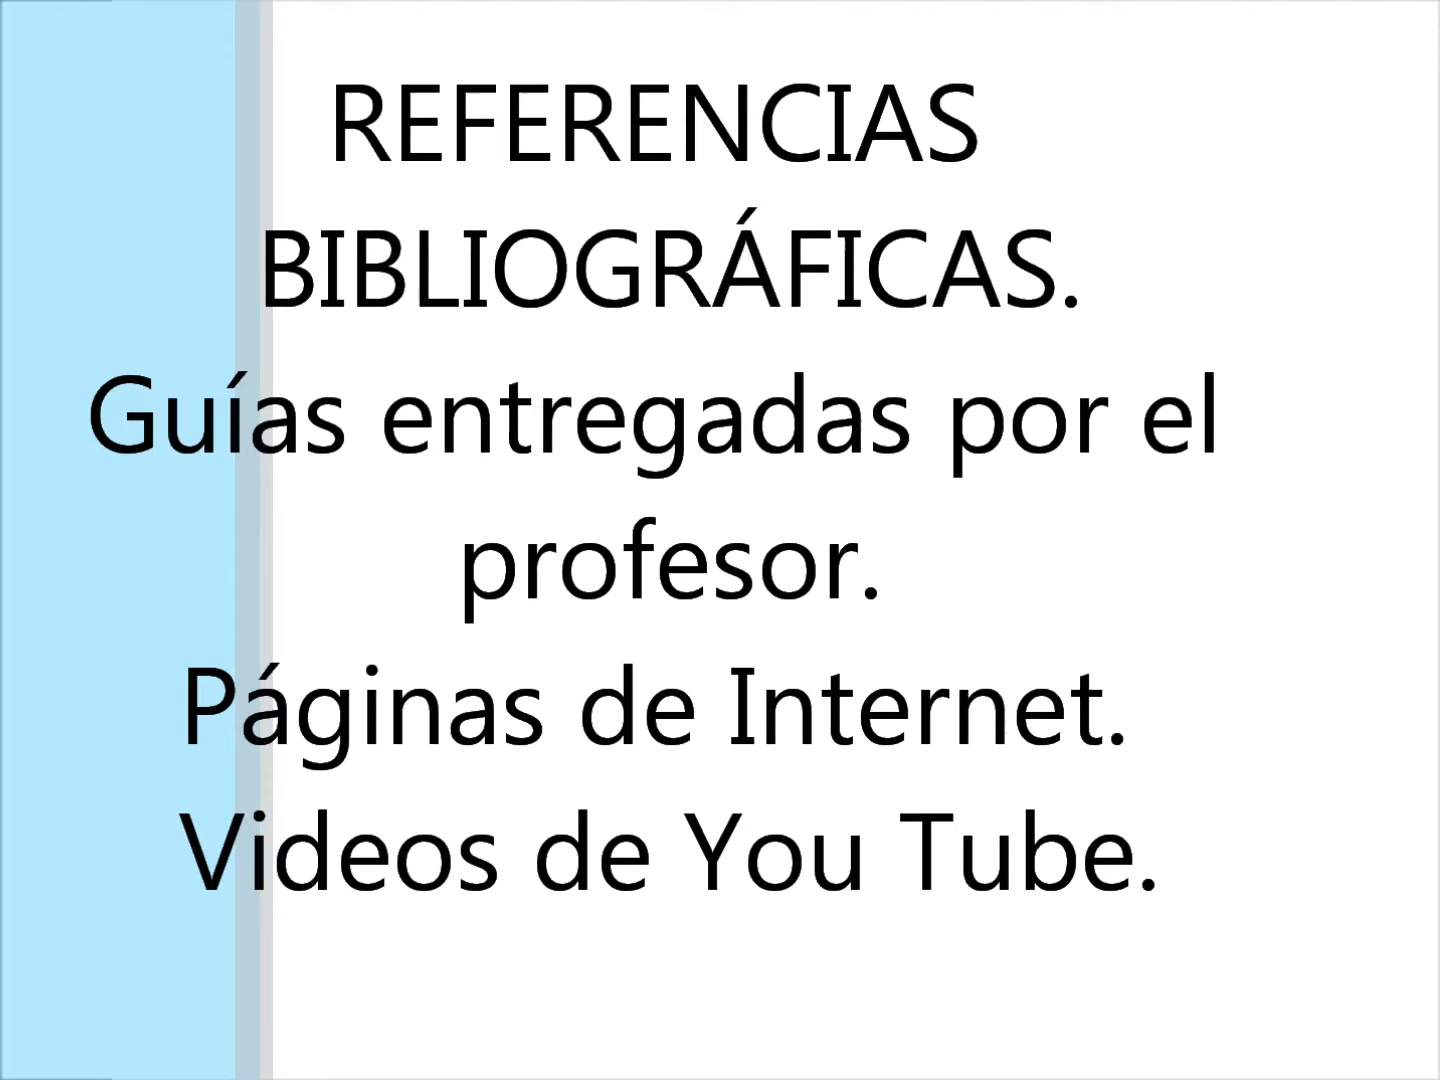 REFERENCIAS
BIBLIOGRÁFICAS.
Guías entregadas por el
profesor.
Páginas de Internet.
Videos de You Tube.